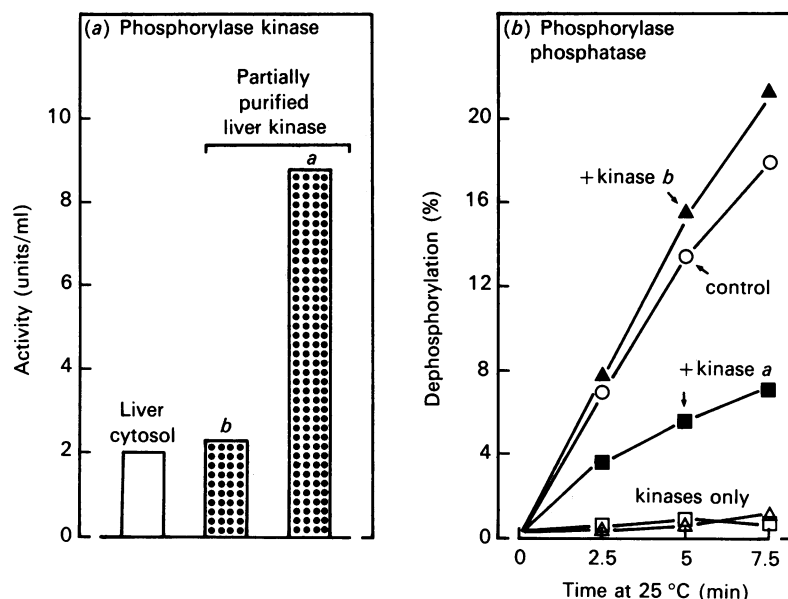 (a) Phosphorylase kinase
Partially
purified
liver kinase
a
b
Liver
cytosol
10
8
6
4
2
0
Activity (units/ml)
(b) Phosphorylase
phosphatase
+kinase b
control
+kinase a
kinases only
20
16
12
8
4
0
Dephosphorylation (%)
0 2.5 5 7.5
Time at 25 °C (min)